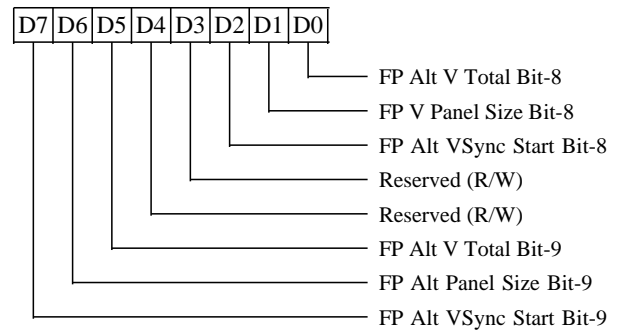 D7 D6 D5 D4 D3 D2 D1 D0
FP Alt V Total Bit-8
FP V Panel Size Bit-8
FP Alt VSync Start Bit-8
Reserved (R/W)
Reserved (R/W)
FP Alt V Total Bit-9
FP Alt Panel Size Bit-9
FP Alt VSync Start Bit-9